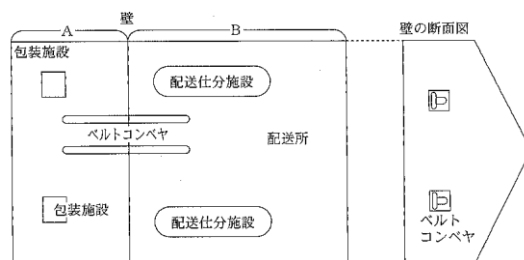 壁
A
B
壁の断面図
包装施設
配送仕分施設
ベルトコンベヤ
配送所
包装施設
配送仕分施設
ベルト
コンベヤ